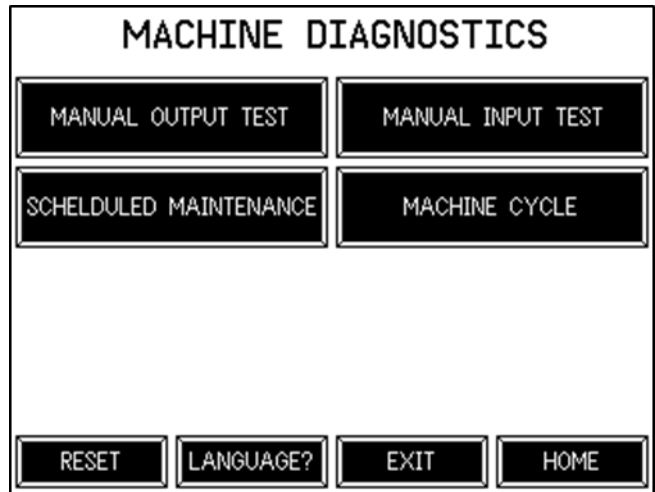 MACHINE DIAGNOSTICS
MANUAL OUTPUT TEST
MANUAL INPUT TEST
SCHELDULED MAINTENANCE
MACHINE CYCLE
RESET
LANGUAGE?
EXIT
HOME